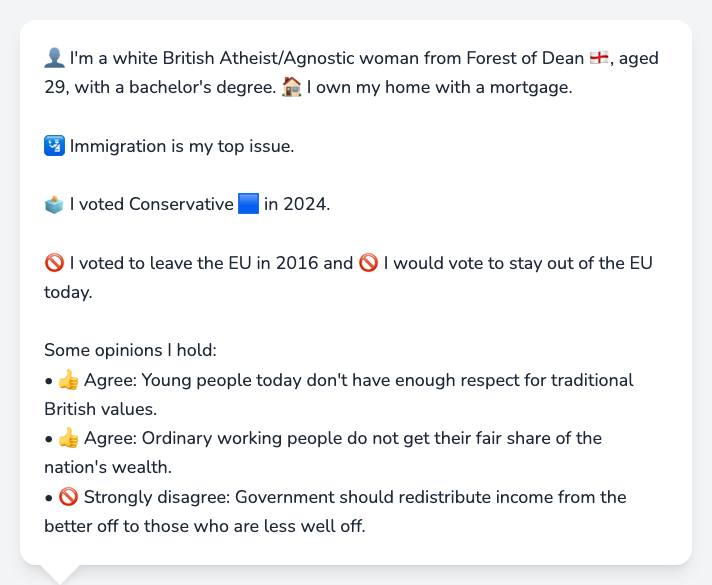 👤 I'm a white British Atheist/Agnostic woman from Forest of Dean 🏴󠁧󠁢󠁥󠁮󠁧󠁿, aged
29, with a bachelor's degree. 🏠 I own my home with a mortgage.
🛂 Immigration is my top issue.
🗳️ I voted Conservative 🟦 in 2024.
🚫 I voted to leave the EU in 2016 and 🚫 I would vote to stay out of the EU
today.
Some opinions I hold:
• 👍 Agree: Young people today don't have enough respect for traditional
British values.
• 👍 Agree: Ordinary working people do not get their fair share of the
nation's wealth.
• 🚫 Strongly disagree: Government should redistribute income from the
better off to those who are less well off.